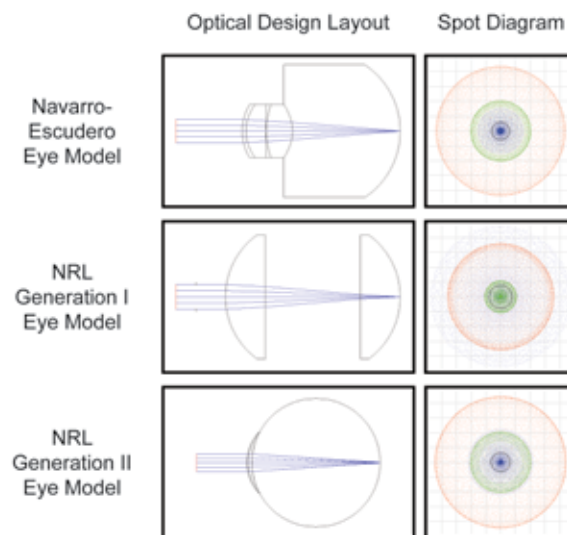 Optical Design Layout
Spot Diagram
Navarro-
Escudero
Eye Model
NRL
Generation I
Eye Model
NRL
Generation II
Eye Model